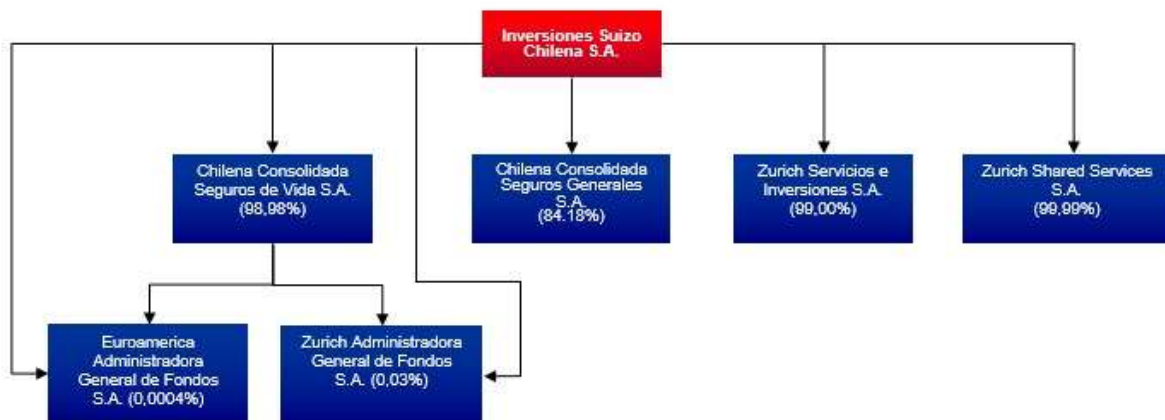 Inversiones Suizo
Chilena S.A.
Chilena Consolidada
Seguros de Vida S.A.
(98,98%)
Chilena Consolidada
Seguros Generales
S.A.
(84.18%)
Zurich Servicios e
Inversiones S.A.
(99,00%)
Zurich Shared Services
S.A.
(99,99%)
Euroamerica
Administradora
General de Fondos
S.A. (0,0004%)
Zurich Administradora
General de Fondos
S.A. (0,03%)